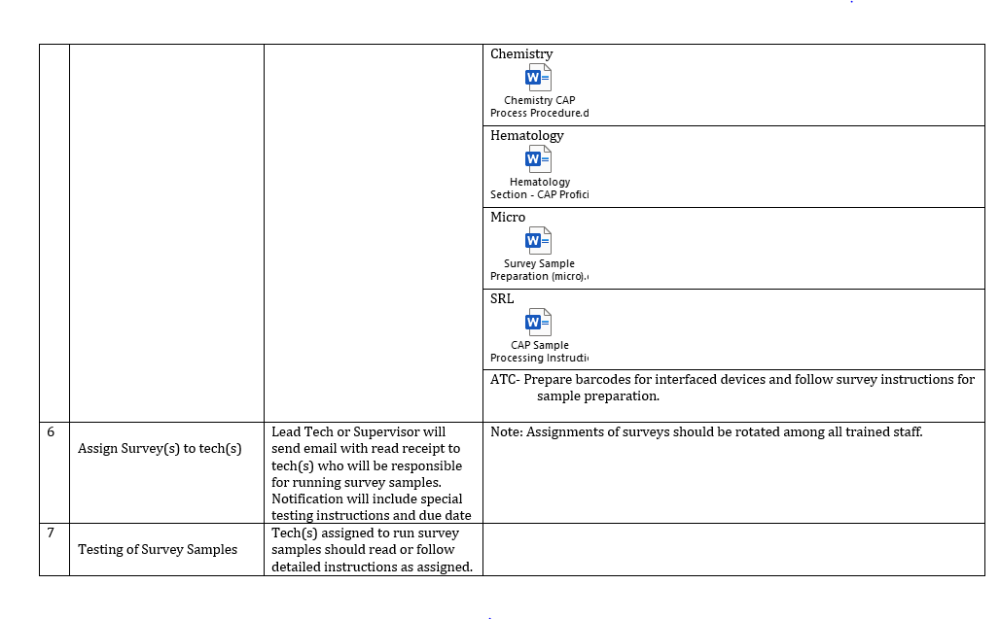 Chemistry
W
Chemistry CAP
Process Procedure.d
Hematology
W
Hematology
Section - CAP Profici
Micro
W
Survey Sample
Preparation (micro).
SRL
W
CAP Sample
Processing Instructi
ATC- Prepare barcodes for interfaced devices and follow survey instructions for
sample preparation.
6
Assign Survey(s) to tech(s)
Lead Tech or Supervisor will
send email with read receipt to
tech(s) who will be responsible
for running survey samples.
Notification will include special
testing instructions and due date
Note: Assignments of surveys should be rotated among all trained staff.
7
Testing of Survey Samples
Tech(s) assigned to run survey
samples should read or follow
detailed instructions as assigned.